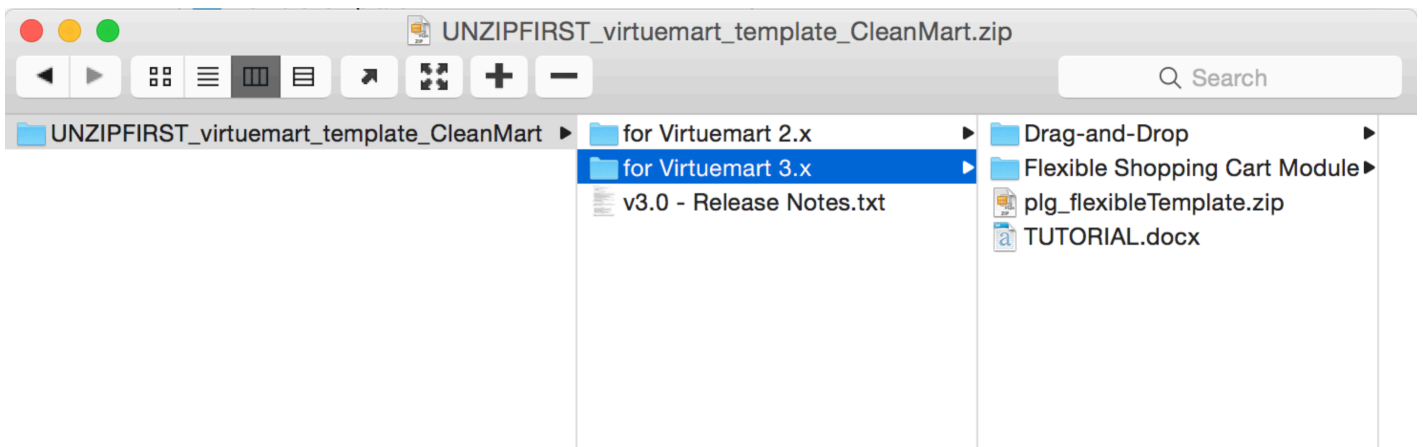 UNZIPFIRST_virtuemart_template_CleanMart.zip
Search
UNZIPFIRST_virtuemart_template_CleanMart
for Virtuemart 2.x
for Virtuemart 3.x
v3.0 - Release Notes.txt
Drag-and-Drop
Flexible Shopping Cart Module
plg_flexibleTemplate.zip
TUTORIAL.docx